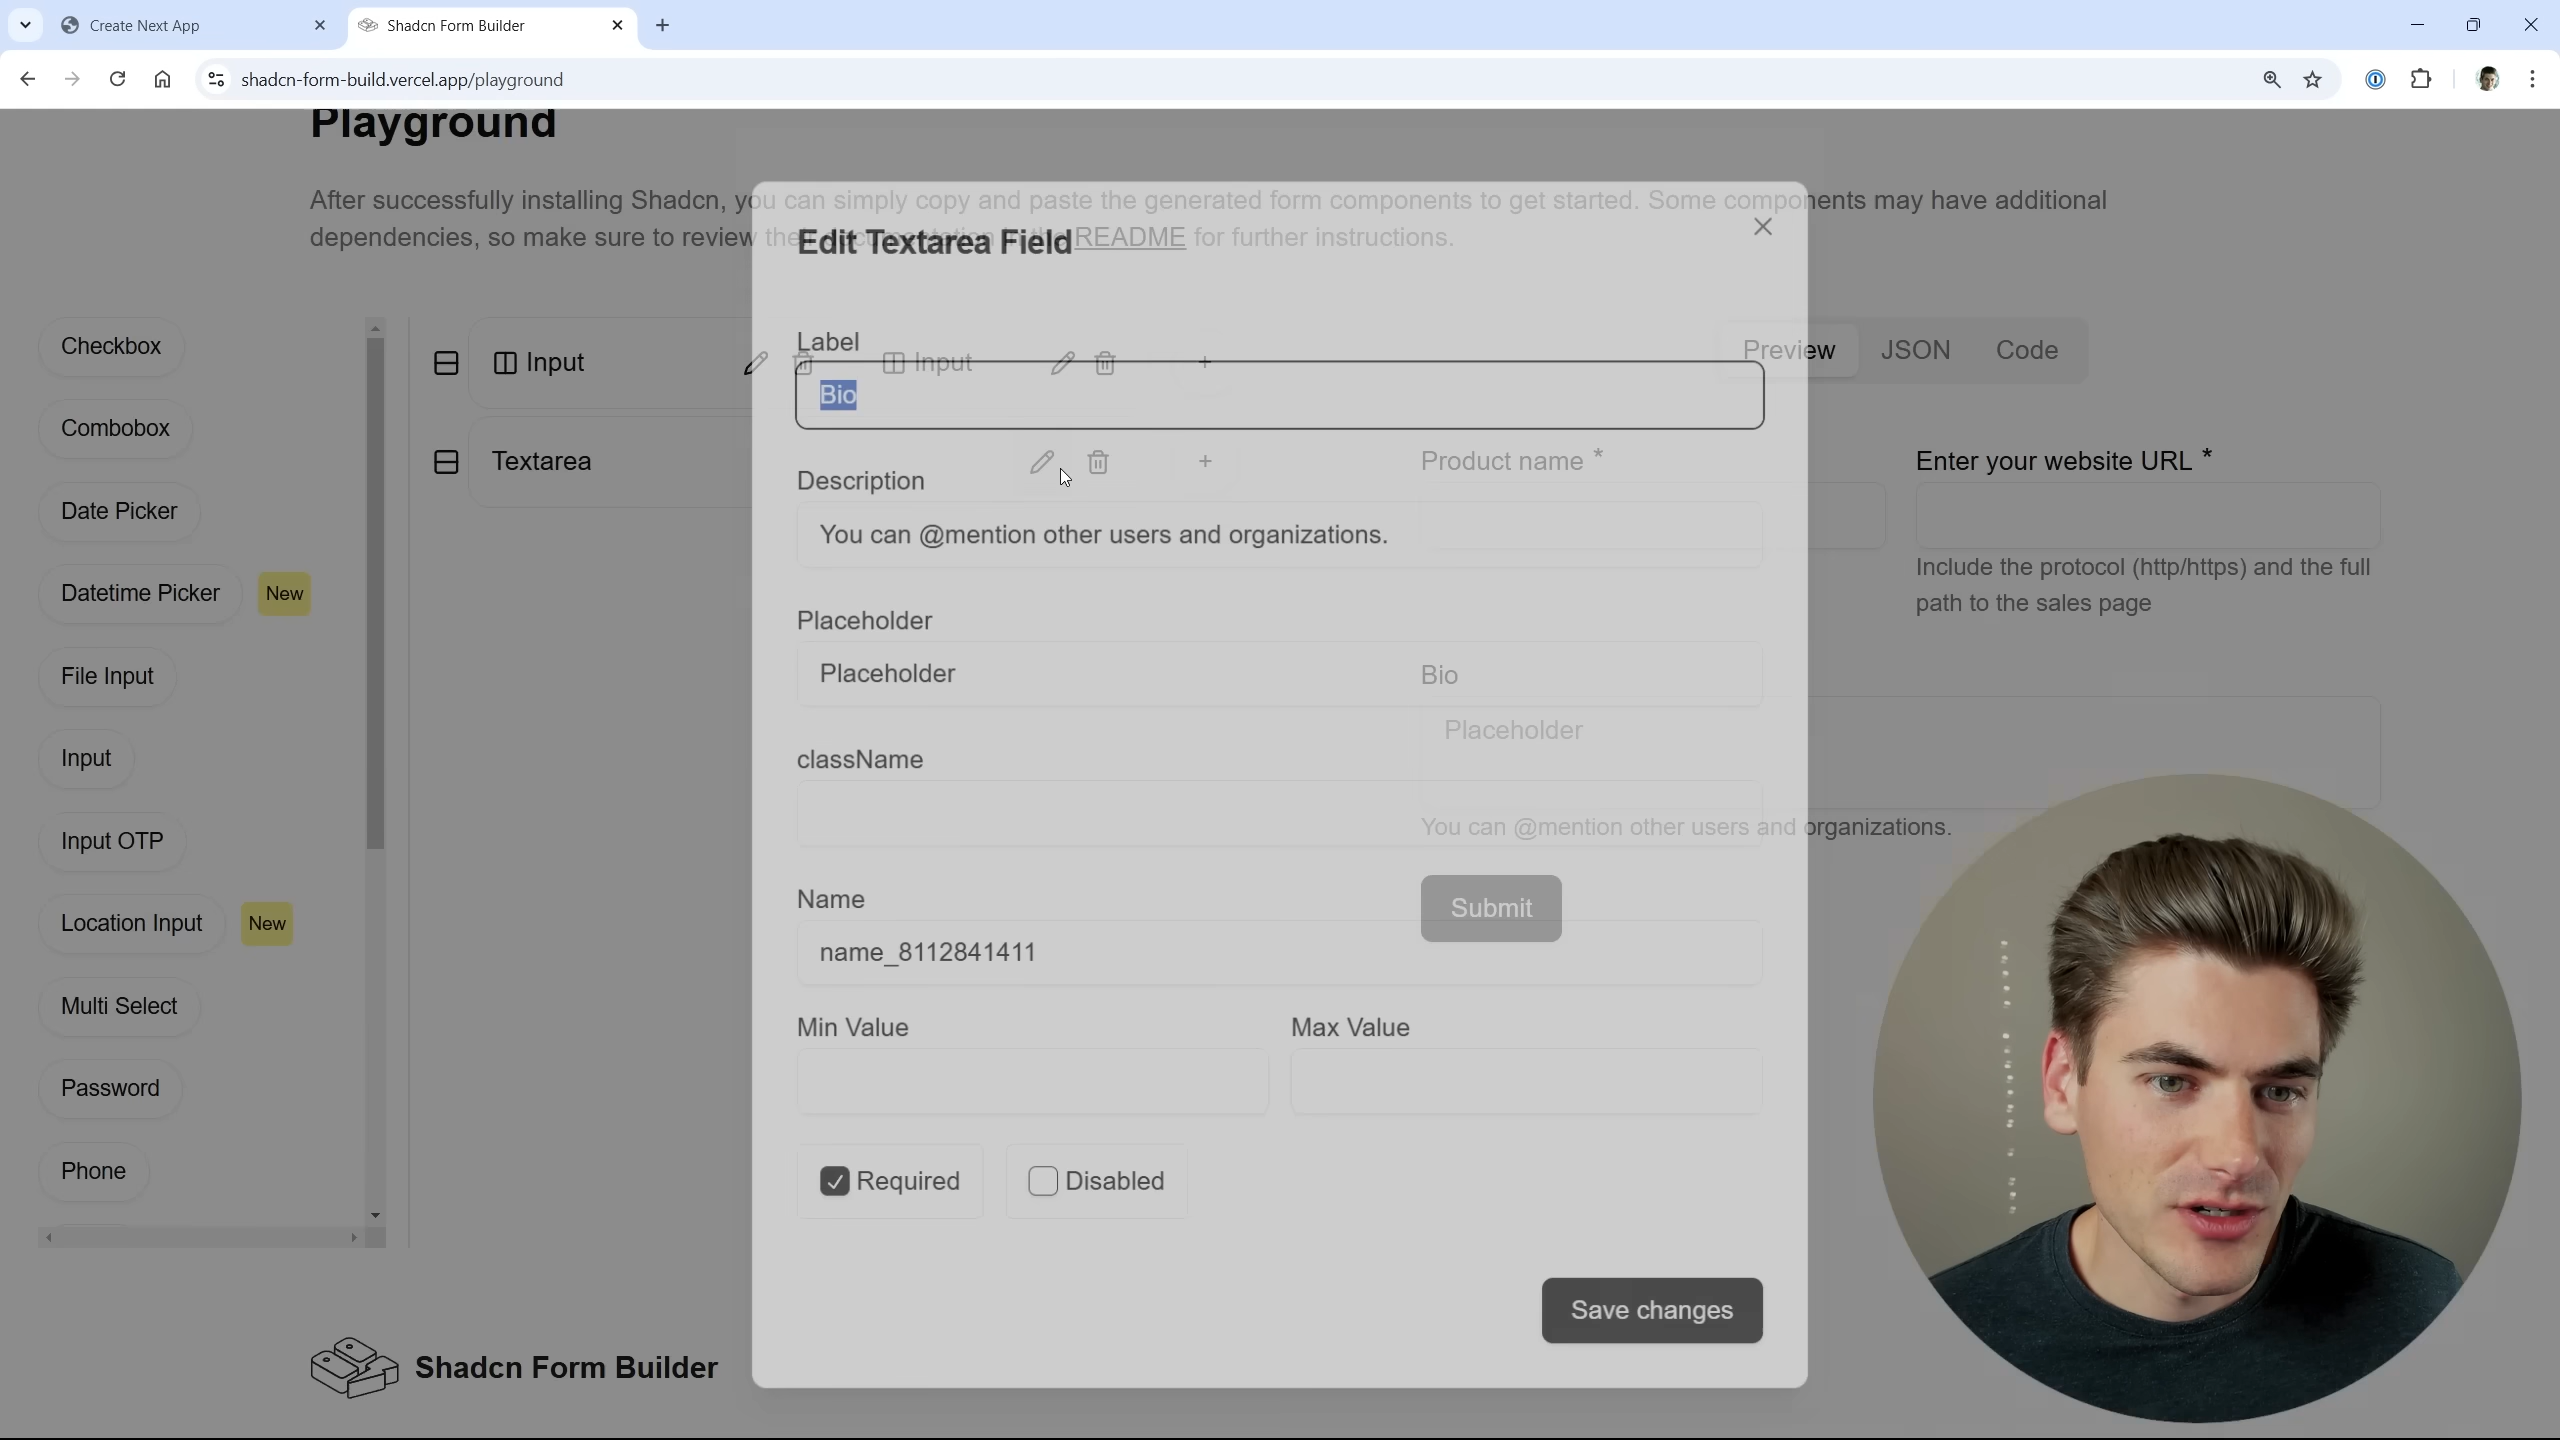 Create Next App
Shadcn Form Builder
shadcn-form-build.vercel.app/playground
Playground
After successfully installing Shadcn, you can simply copy and paste the generated form components to get started. Some components may have additional
dependencies, so make sure to review their documentation in the README for further instructions.
Edit Textarea Field
Checkbox
Combobox
Date Picker
Datetime Picker New
File Input
Input
Input OTP
Location Input New
Multi Select
Password
Phone
Input
Input
+
Textarea
+
Label
Bio
Description
You can @mention other users and organizations.
Placeholder
Placeholder
className
Name
name_8112841411
Min Value
Max Value
Required
Disabled
Save changes
Preview
JSON
Code
Product name *
Enter your website URL *
Include the protocol (http/https) and the full
path to the sales page
Bio
Placeholder
You can @mention other users and organizations.
Submit
Shadcn Form Builder